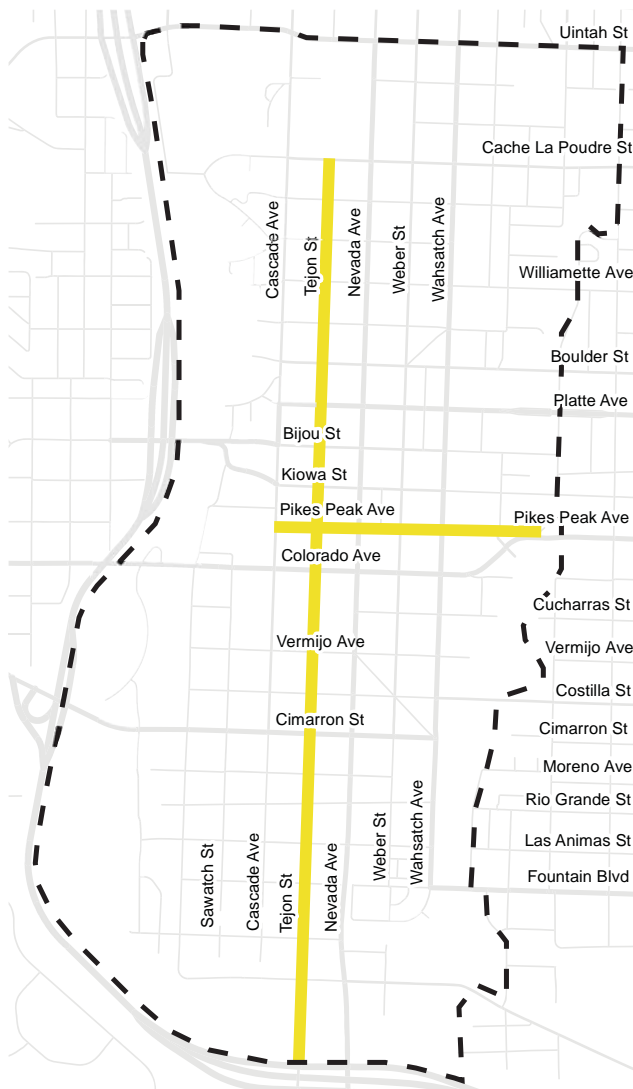 Uintah St
Cache La Poudre St
Cascade Ave
Tejon St
Nevada Ave
Weber St
Wahsatch Ave
Williamette Ave
Boulder St
Platte Ave
Bijou St
Kiowa St
Pikes Peak Ave
Pikes Peak Ave
Colorado Ave
Cucharras St
Vermijo Ave
Vermijo Ave
Costilla St
Cimarron St
Cimarron St
Moreno Ave
Rio Grande St
Las Animas St
Fountain Blvd
Sawatch St
Cascade Ave
Tejon St
Nevada Ave
Weber St
Wahsatch Ave